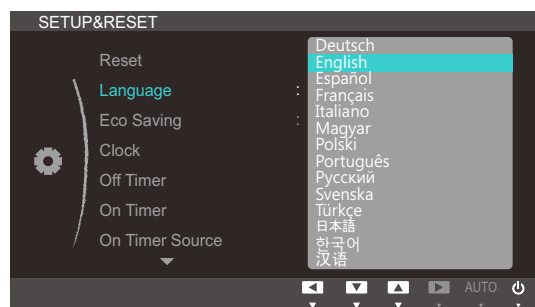 SETUP&RESET
Reset
Language :
Eco Saving :
Clock
Off Timer
On Timer
On Timer Source
Deutsch
English
Español
Français
Italiano
Magyar
Polski
Português
Русский
Svenska
Türkçe
日本語
한국어
汉语
AUTO